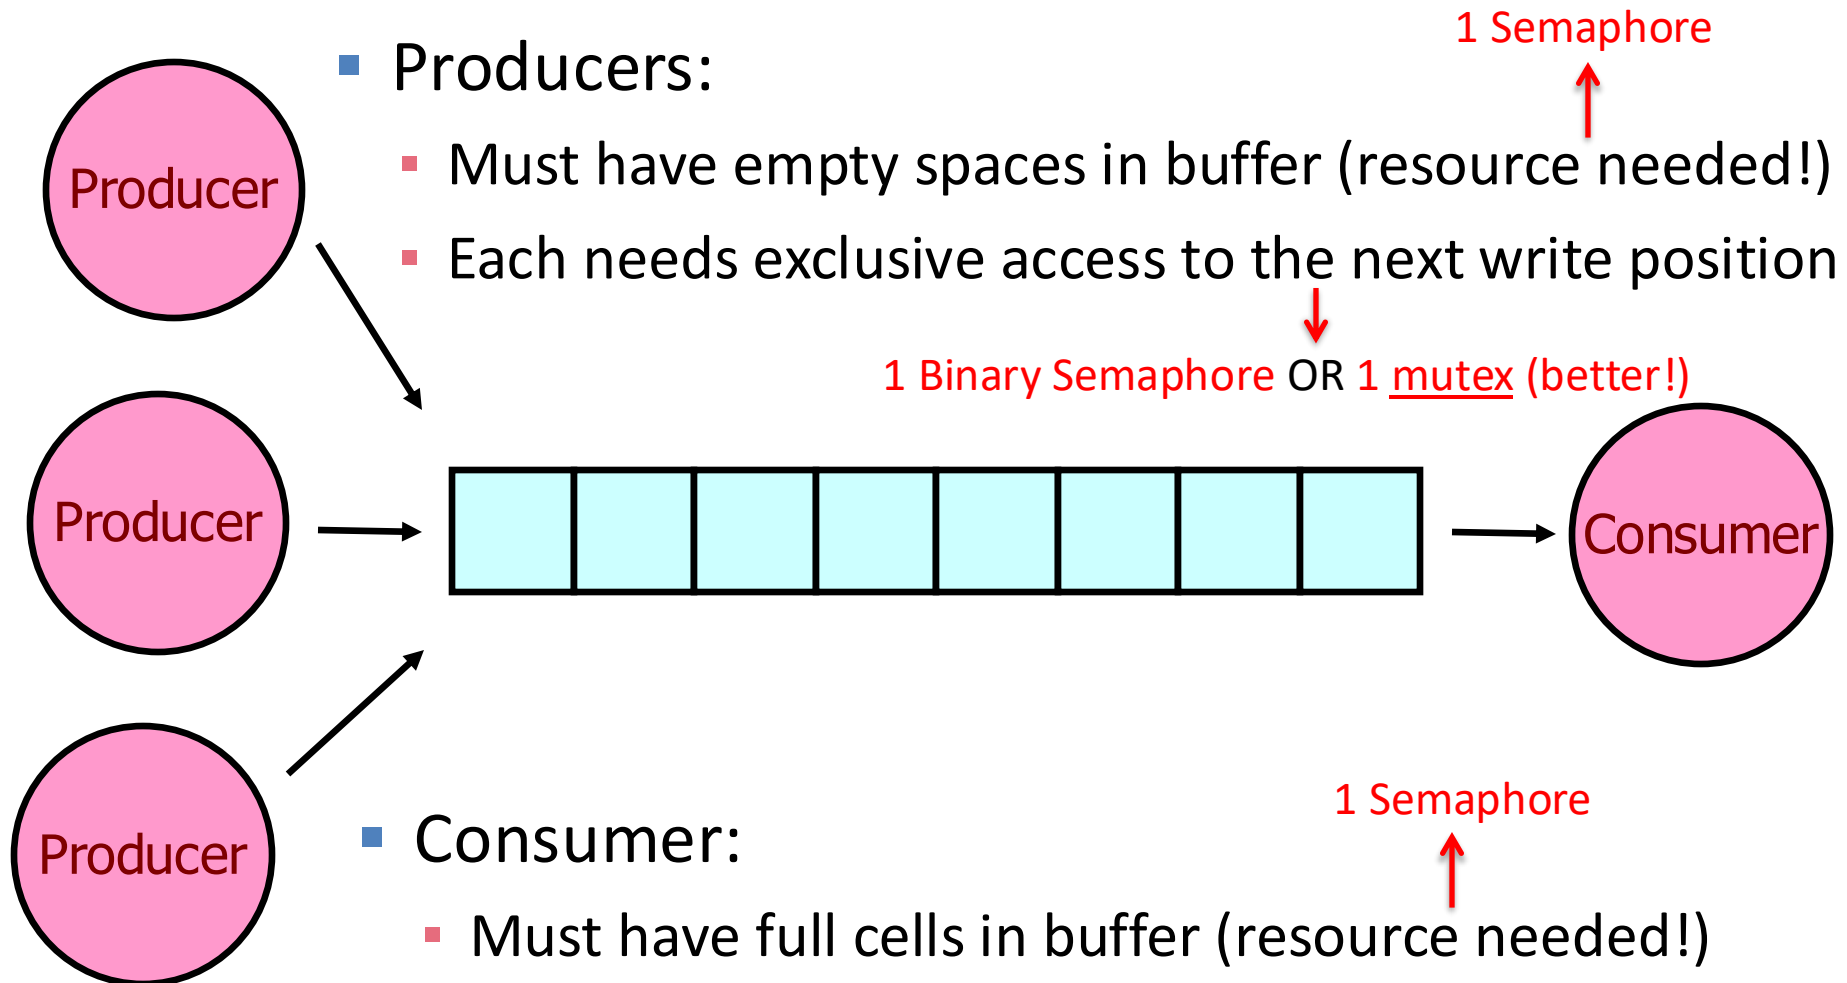 1 Semaphore
Producers:
Producer
Must have empty spaces in buffer (resource needed!)
Each needs exclusive access to the next write position
1 Binary Semaphore OR 1 mutex (better!)
Producer
Consumer
1 Semaphore
Consumer:
Producer
Must have full cells in buffer (resource needed!)